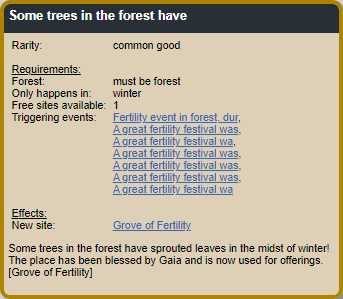 Some trees in the forest have
Rarity: common good
Requirements:
Forest: must be forest
Only happens in: winter
Free sites available: 1
Triggering events: Fertility event in forest, dur,
A great fertility festival was,
A great fertility festival wa,
A great fertility festival was,
A great fertility festival was,
A great fertility festival was,
A great fertility festival wa
Effects:
New site: Grove of Fertility
Some trees in the forest have sprouted leaves in the midst of winter!
The place has been blessed by Gaia and is now used for offerings.
[Grove of Fertility]